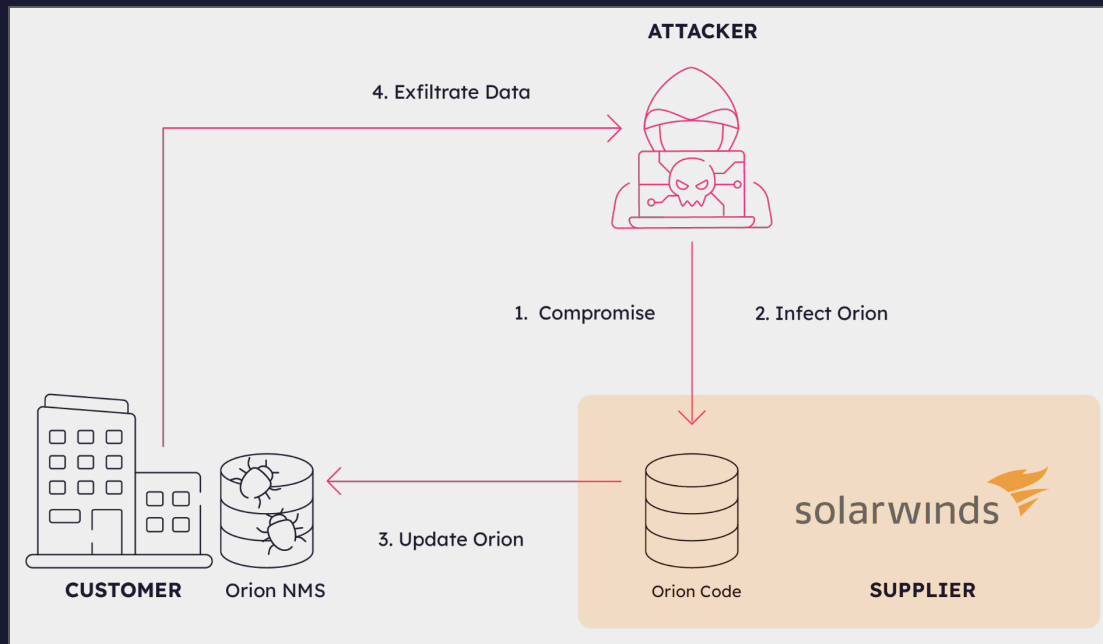 ATTACKER
4. Exfiltrate Data
1. Compromise
2. Infect Orion
solarwinds
3. Update Orion
CUSTOMER
Orion NMS
Orion Code
SUPPLIER